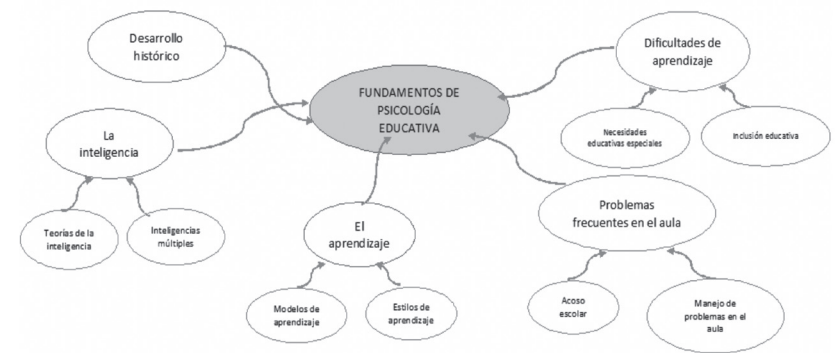 Desarrollo
histórico
FUNDAMENTOS DE
PSICOLOGÍA
EDUCATIVA
Dificultades de
aprendizaje
La
inteligencia
Necesidades
educativas especiales
Inclusión educativa
Teorías de la
inteligencia
Inteligencias
múltiples
El
aprendizaje
Problemas
frecuentes en el aula
Modelos de
aprendizaje
Estilos de
aprendizaje
Acoso
escolar
Manejo de
problemas en el
aula